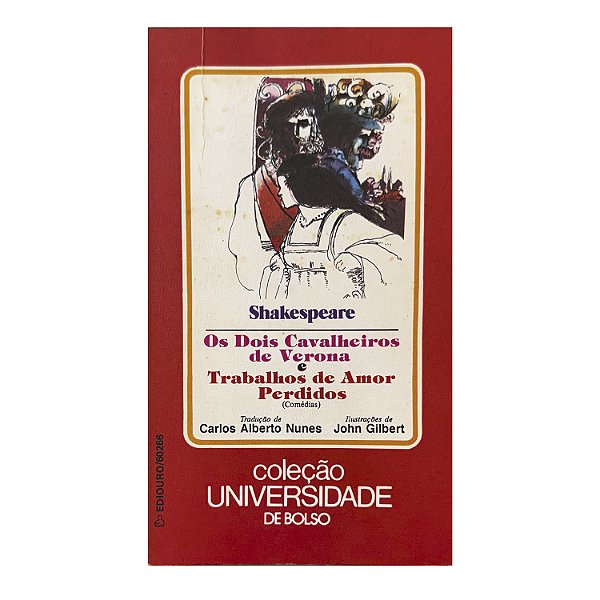 Shakespeare
Os Dois Cavalheiros
de Verona
e
Trabalhos de Amor
Perdidos
(Comédias)
Tradução de
Carlos Alberto Nunes
Ilustrações de
John Gilbert
EDIOURO/60266
coleção
UNIVERSIDADE
DE BOLSO